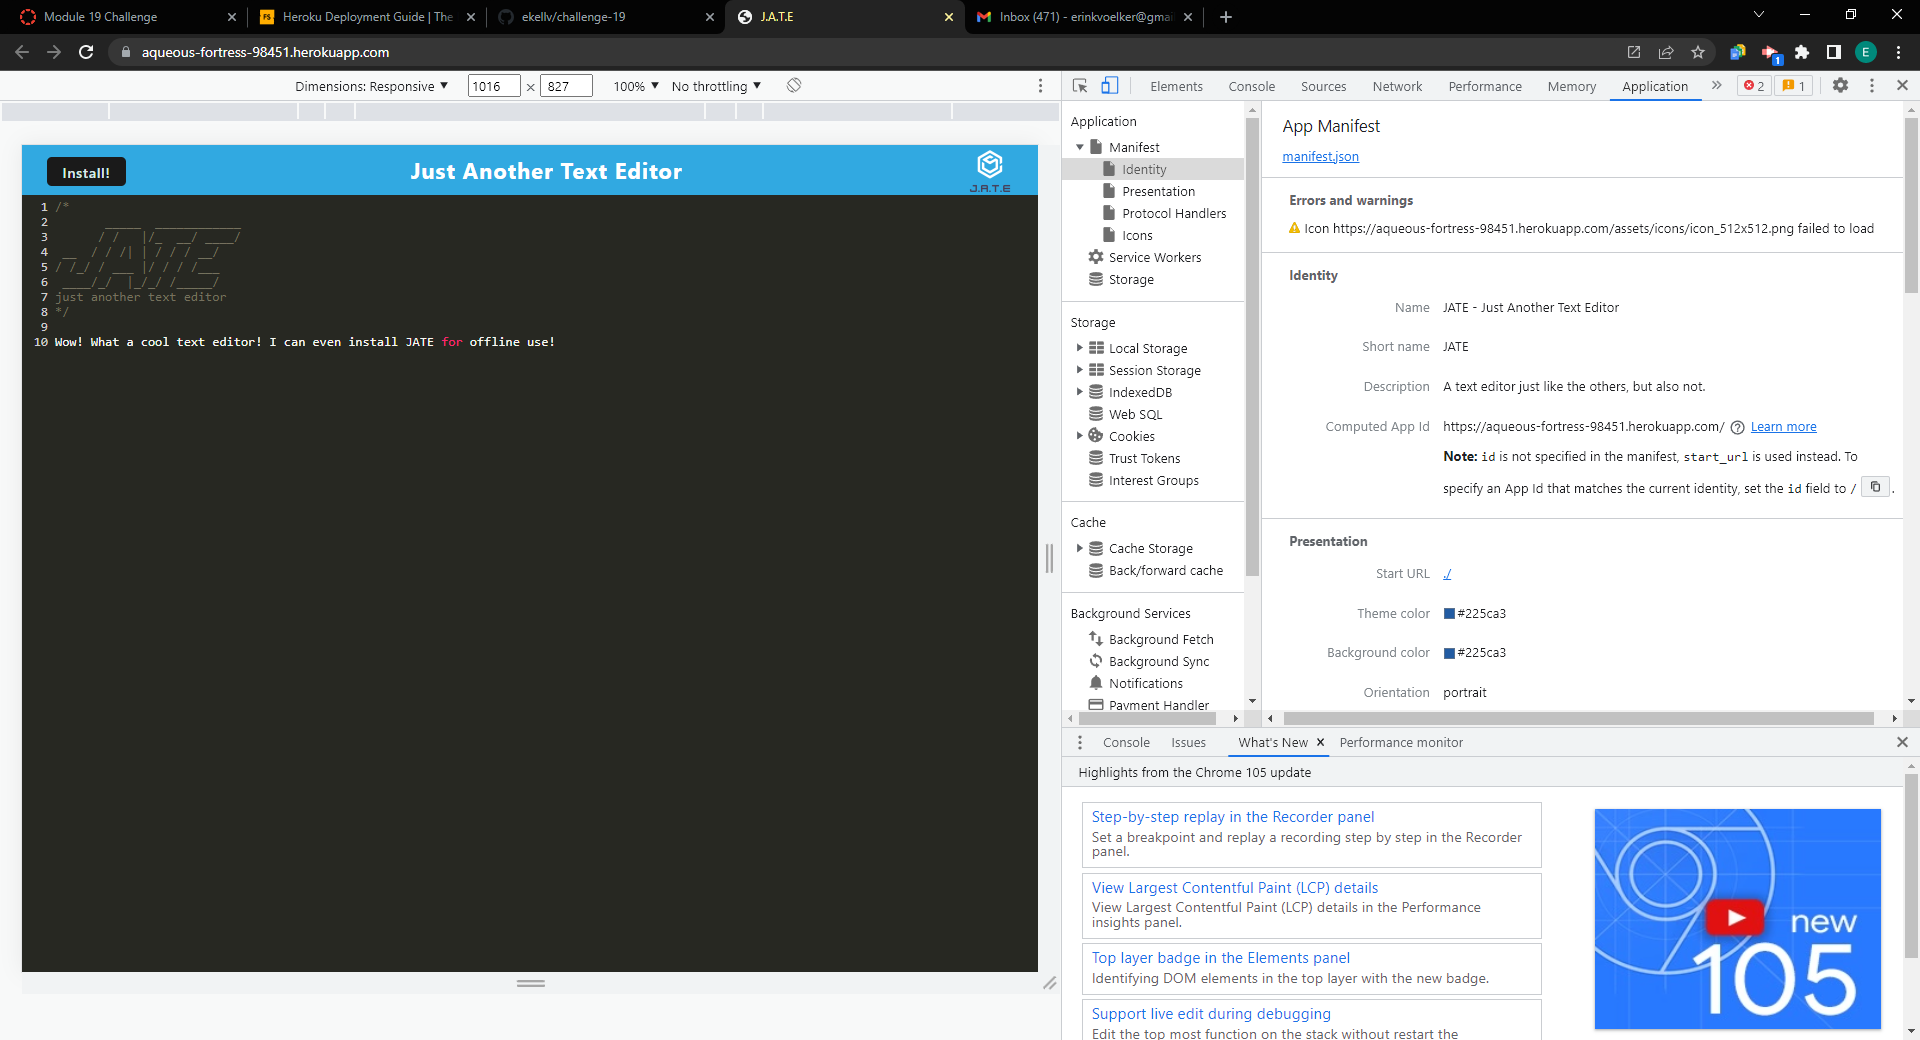 Module 19 Challenge
Heroku Deployment Guide | The
ekellv/challenge-19
J.A.T.E
Inbox (471) - erinkvoelker@gmai
aqueous-fortress-98451.herokuapp.com
1
E
Dimensions: Responsive
1016
×
827
100%
No throttling
Install!
Just Another Text Editor
J.A.T.E
1 /*
2      _____  ____________
3      / /   |/_  __/ ____/
4 __  / / /| | / / / __/
5 / /_/ / ___ |/ / / /___
6 ____/_/  |_/_/ /_____/
7 just another text editor
8 */
9
10 Wow! What a cool text editor! I can even install JATE for offline use!
Elements
Console
Sources
Network
Performance
Memory
Application
2
1
Application
Manifest
Identity
Presentation
Protocol Handlers
Icons
Service Workers
Storage
Storage
Local Storage
Session Storage
IndexedDB
Web SQL
Cookies
Trust Tokens
Interest Groups
Cache
Cache Storage
Back/forward cache
Background Services
Background Fetch
Background Sync
Notifications
Payment Handler
App Manifest
manifest.json
Errors and warnings
Icon https://aqueous-fortress-98451.herokuapp.com/assets/icons/icon_512x512.png failed to load
Identity
Name JATE - Just Another Text Editor
Short name JATE
Description A text editor just like the others, but also not.
Computed App Id https://aqueous-fortress-98451.herokuapp.com/ Learn more
Note: id is not specified in the manifest, start_url is used instead. To
specify an App Id that matches the current identity, set the id field to / .
Presentation
Start URL ./
Theme color #225ca3
Background color #225ca3
Orientation portrait
Console
Issues
What's New
Performance monitor
Highlights from the Chrome 105 update
Step-by-step replay in the Recorder panel
Set a breakpoint and replay a recording step by step in the Recorder
panel.
View Largest Contentful Paint (LCP) details
View Largest Contentful Paint (LCP) details in the Performance
insights panel.
Top layer badge in the Elements panel
Identifying DOM elements in the top layer with the new badge.
Support live edit during debugging
Edit the top most function on the stack without restart the
new
105